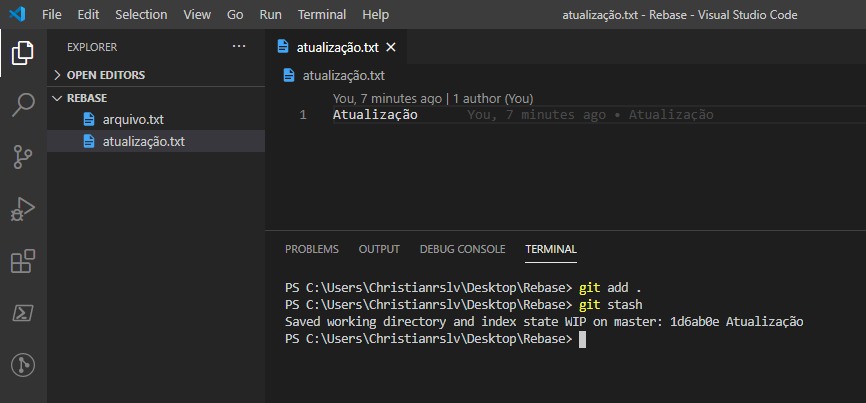 File Edit Selection View Go Run Terminal Help
atualização.txt - Rebase - Visual Studio Code
EXPLORER ...
OPEN EDITORS
REBASE
arquivo.txt
atualização.txt
atualização.txt
atualização.txt
You, 7 minutes ago | 1 author (You)
1 Atualização You, 7 minutes ago • Atualização
PROBLEMS OUTPUT DEBUG CONSOLE TERMINAL
PS C:\Users\Christianrslv\Desktop\Rebase> git add .
PS C:\Users\Christianrslv\Desktop\Rebase> git stash
Saved working directory and index state WIP on master: 1d6ab0e Atualização
PS C:\Users\Christianrslv\Desktop\Rebase>